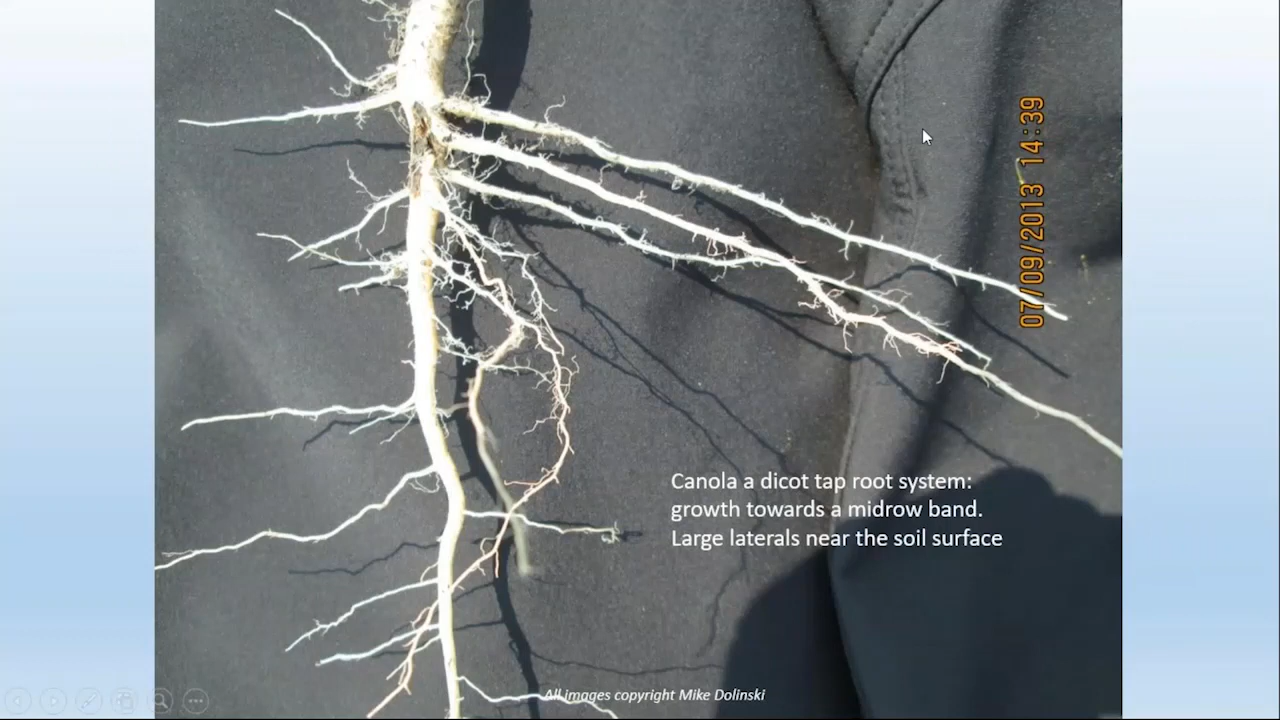 07/09/2013 14:39
Canola a dicot tap root system:
growth towards a midrow band.
Large laterals near the soil surface
All images copyright Mike Dolinski